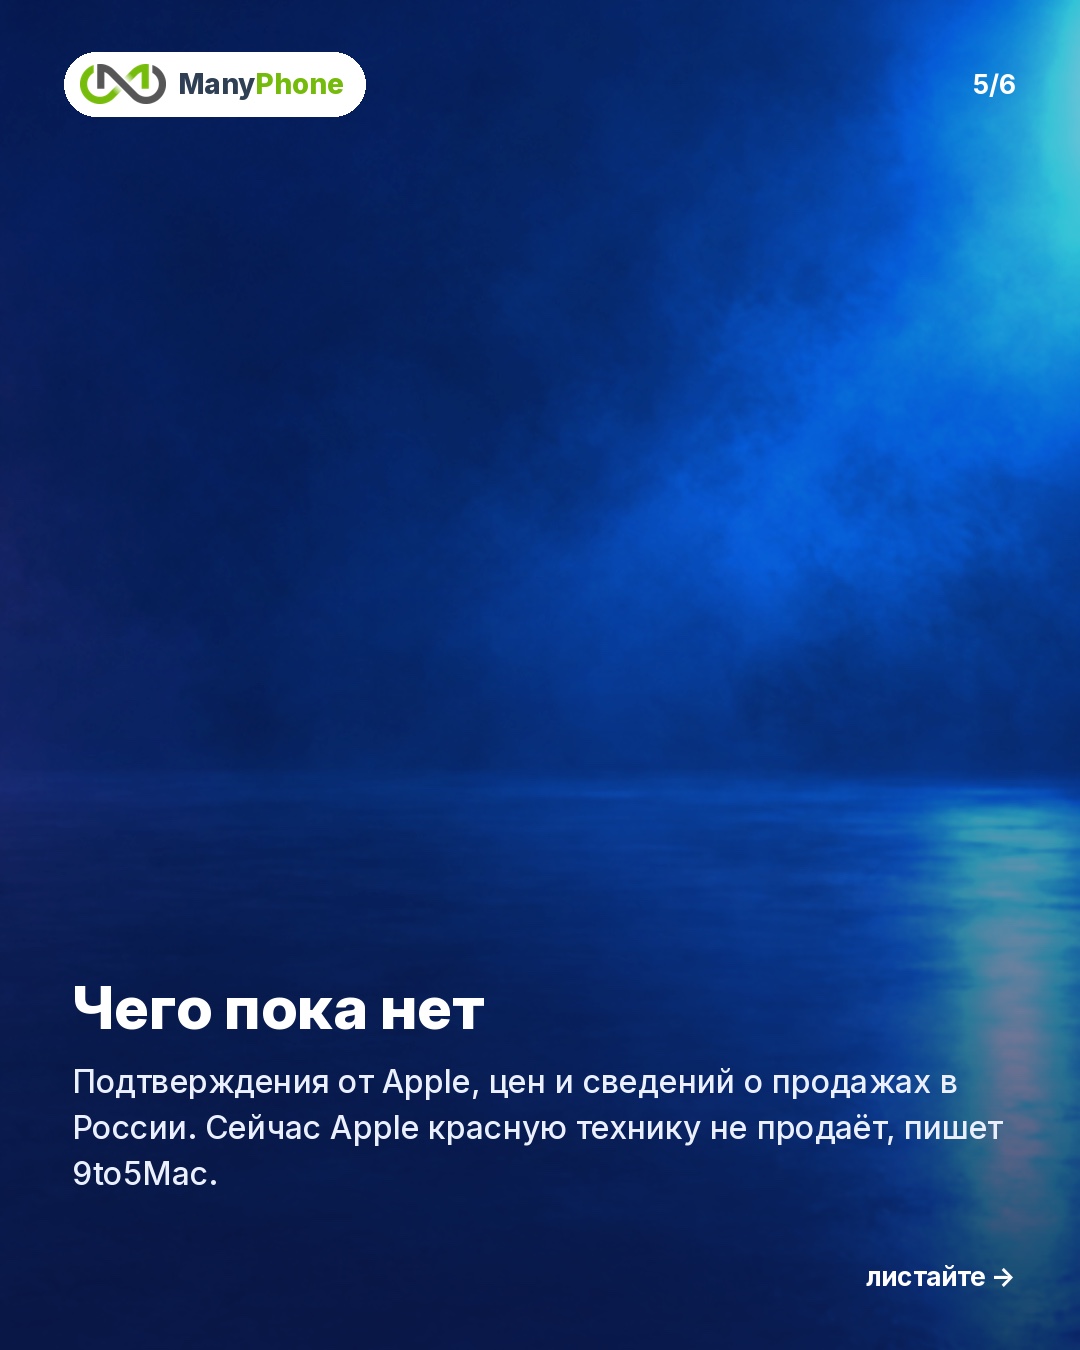 ManyPhone
5/6
Чего пока нет
Подтверждения от Apple, цен и сведений о продажах в
России. Сейчас Apple красную технику не продаёт, пишет
9to5Mac.
листайте →